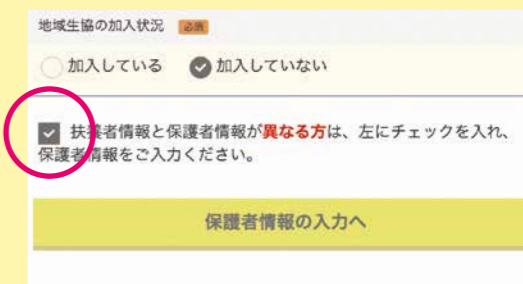 地域生協の加入状況 必須
加入している 加入していない
扶養者情報と保護者情報が異なる方は、左にチェックを入れ、
保護者情報をご入力ください。
保護者情報の入力へ